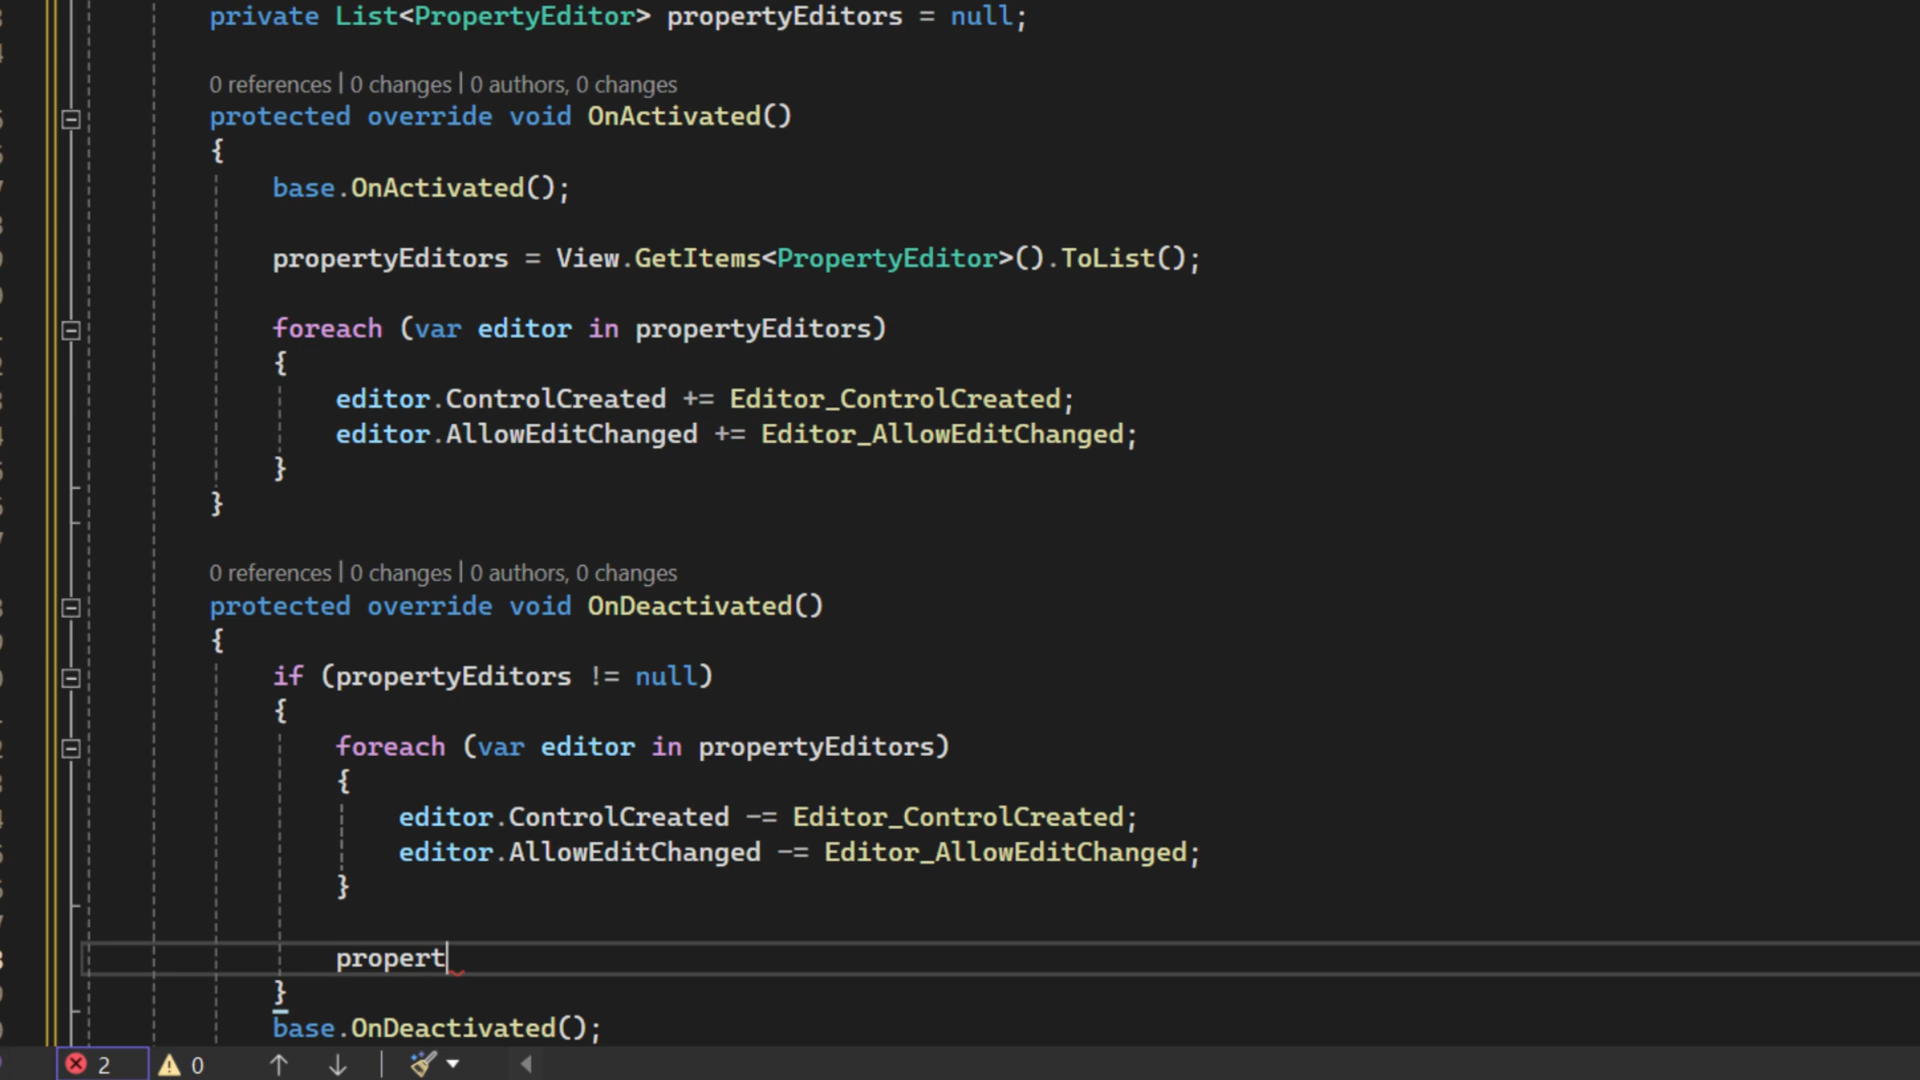 private List<PropertyEditor> propertyEditors = null;
0 references | 0 changes | 0 authors, 0 changes
protected override void OnActivated()
{
base.OnActivated();
propertyEditors = View.GetItems<PropertyEditor>().ToList();
foreach (var editor in propertyEditors)
{
editor.ControlCreated += Editor_ControlCreated;
editor.AllowEditChanged += Editor_AllowEditChanged;
}
}
0 references | 0 changes | 0 authors, 0 changes
protected override void OnDeactivated()
{
if (propertyEditors != null)
{
foreach (var editor in propertyEditors)
{
editor.ControlCreated -= Editor_ControlCreated;
editor.AllowEditChanged -= Editor_AllowEditChanged;
}
propert
}
base.OnDeactivated();
2 0